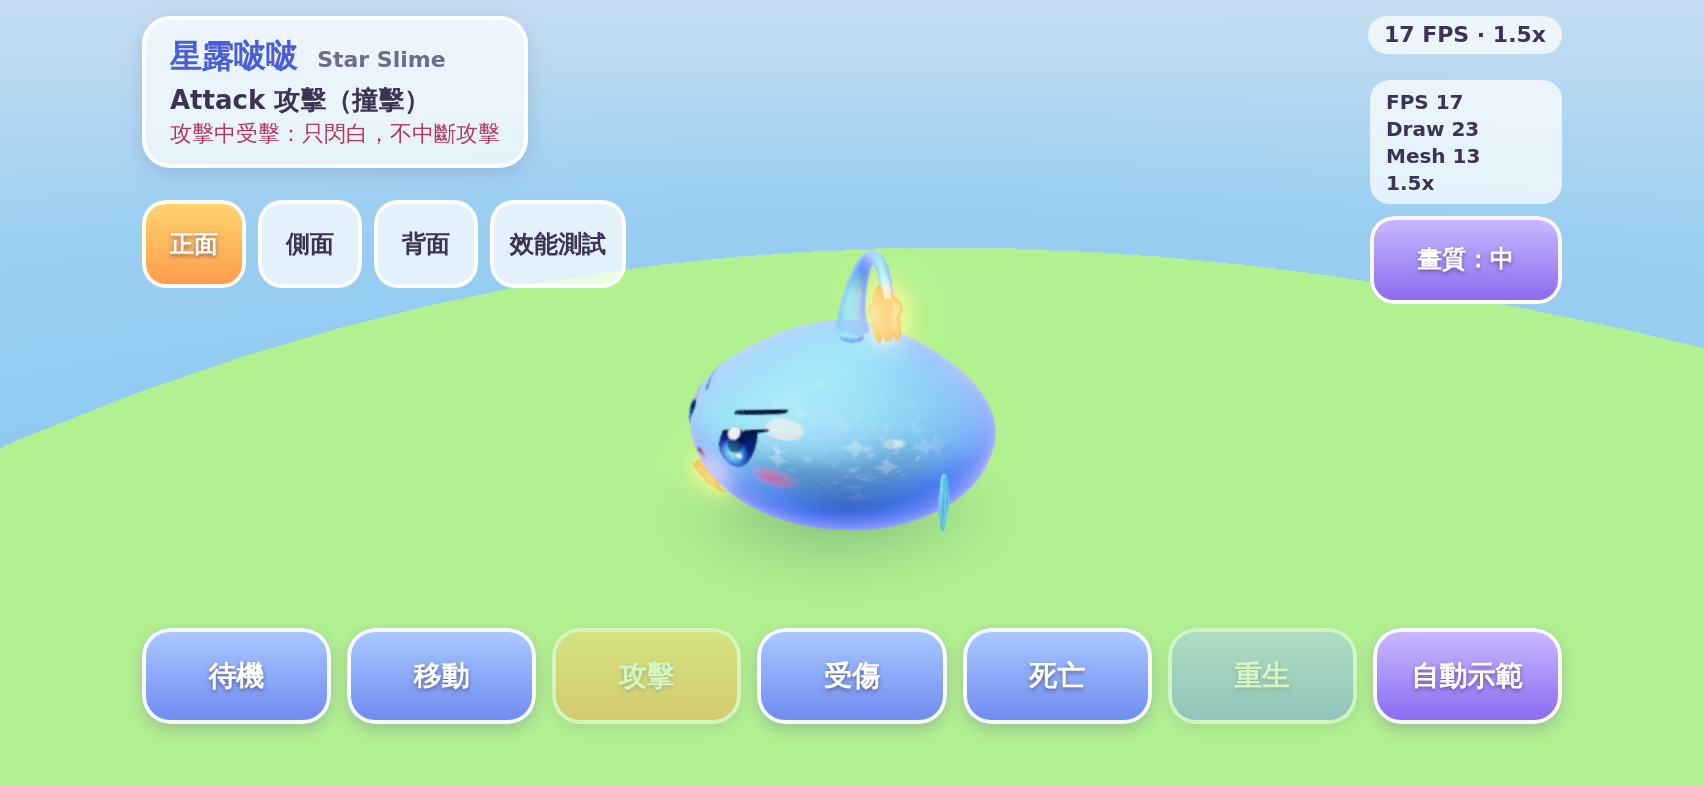 星露啵啵 Star Slime
Attack 攻擊（撞擊）
攻擊中受擊：只閃白，不中斷攻擊
17 FPS · 1.5x
FPS 17
Draw 23
Mesh 13
1.5x
正面
側面
背面
效能測試
畫質：中
待機
移動
攻擊
受傷
死亡
重生
自動示範